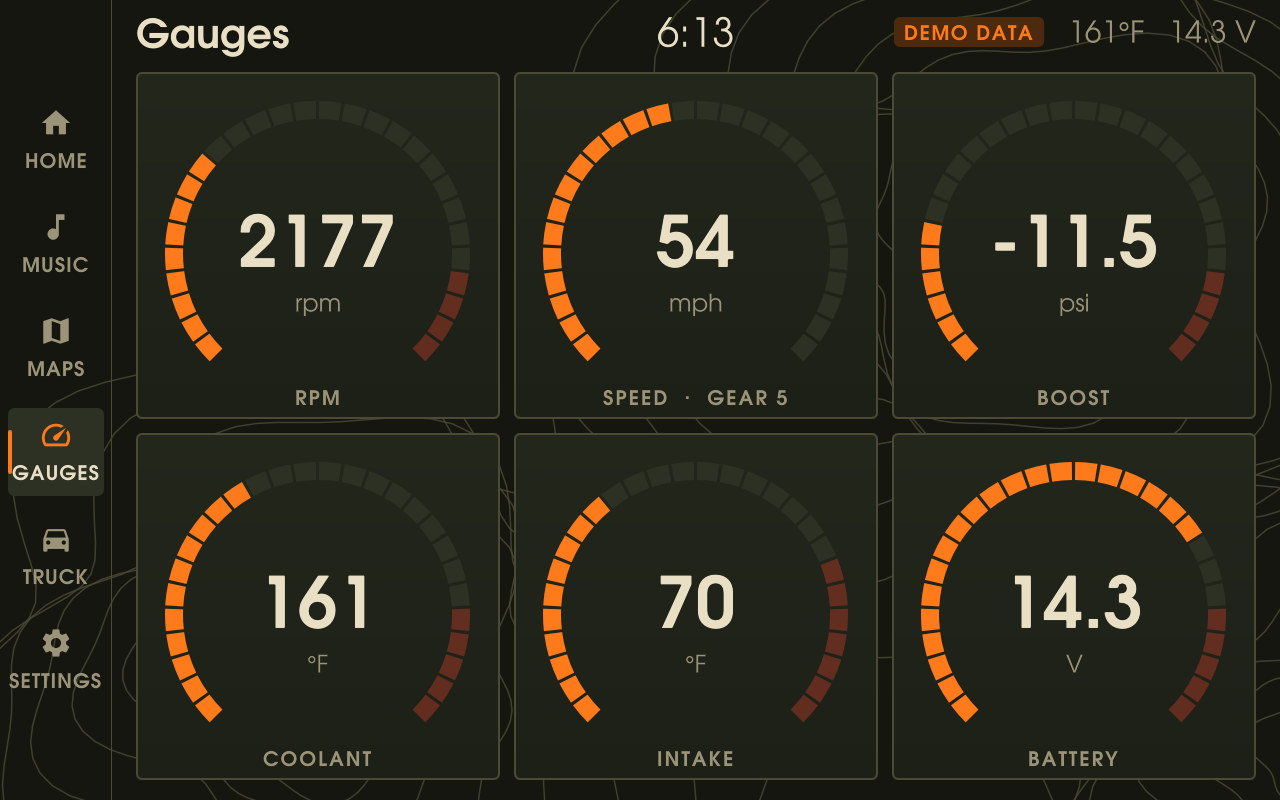 Gauges
6:13
DEMO DATA
161°F
14.3 V
HOME
MUSIC
MAPS
GAUGES
TRUCK
SETTINGS
2177
rpm
RPM
54
mph
SPEED · GEAR 5
-11.5
psi
BOOST
161
°F
COOLANT
70
°F
INTAKE
14.3
V
BATTERY